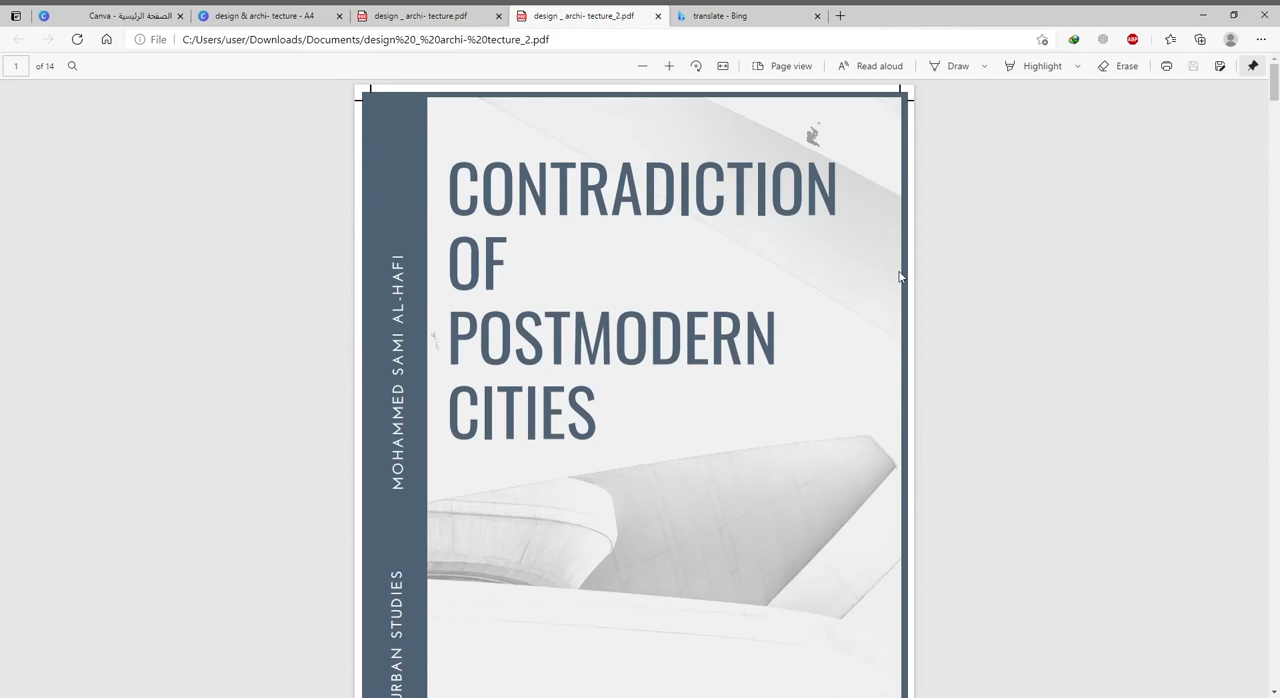 Canva - الصفحة الرئيسية
design & archi- tecture - A4
design _ archi- tecture.pdf
design _ archi- tecture_2.pdf
translate - Bing
File
C:/Users/user/Downloads/Documents/design%20_%20archi-%20tecture_2.pdf
ABP
1 of 14
Page view
Read aloud
Draw
Highlight
Erase
CONTRADICTION
OF
POSTMODERN
CITIES
MOHAMMED SAMI AL-HAFI
URBAN STUDIES